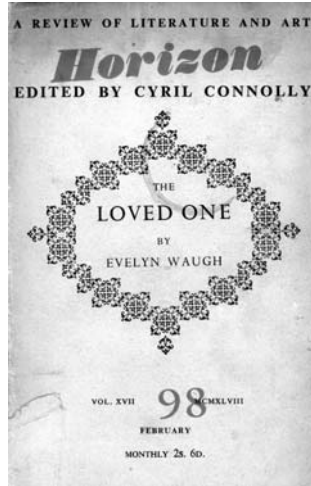 A REVIEW OF LITERATURE AND ART
Horizon
EDITED BY CYRIL CONNOLLY
THE
LOVED ONE
BY
EVELYN WAUGH
VOL. XVII 98 MCMXLVIII
FEBRUARY
MONTHLY 2S. 6D.